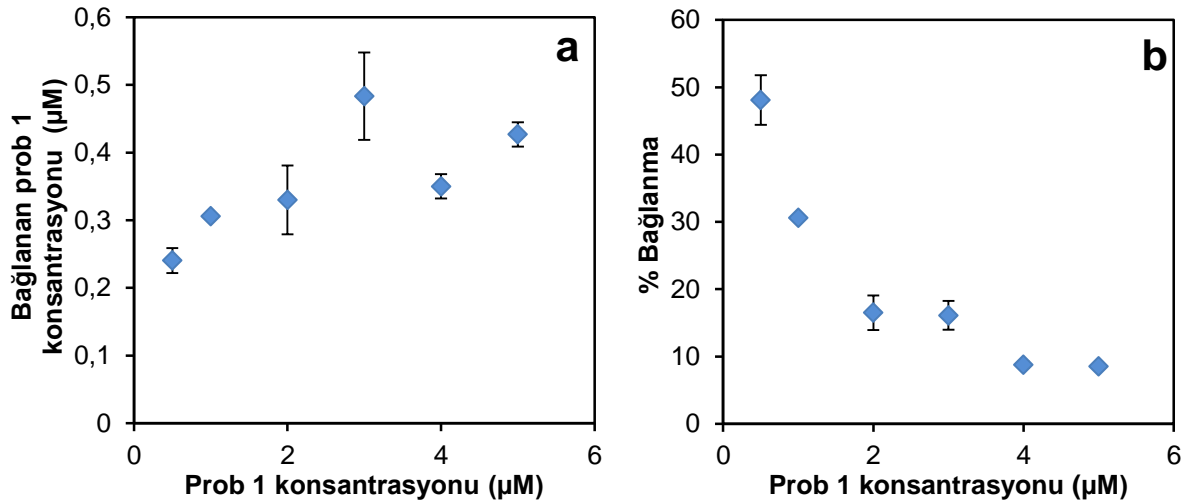 a
Bağlanan prob 1
konsantrasyonu (µM)
0,6
0,5
0,4
0,3
0,2
0,1
0
0 2 4 6
Prob 1 konsantrasyonu (µM)
b
% Bağlanma
60
50
40
30
20
10
0
0 2 4 6
Prob 1 konsantrasyonu (µM)